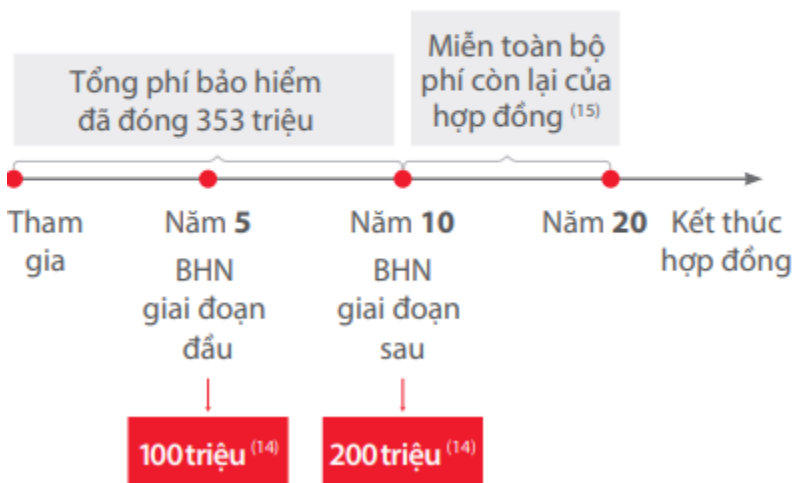 Tổng phí bảo hiểm
đã đóng 353 triệu
Miễn toàn bộ
phí còn lại của
hợp đồng (15)
Tham
gia
Năm 5
BHN
giai đoạn
đầu
100 triệu (14)
Năm 10
BHN
giai đoạn
sau
200 triệu (14)
Năm 20
Kết thúc
hợp đồng